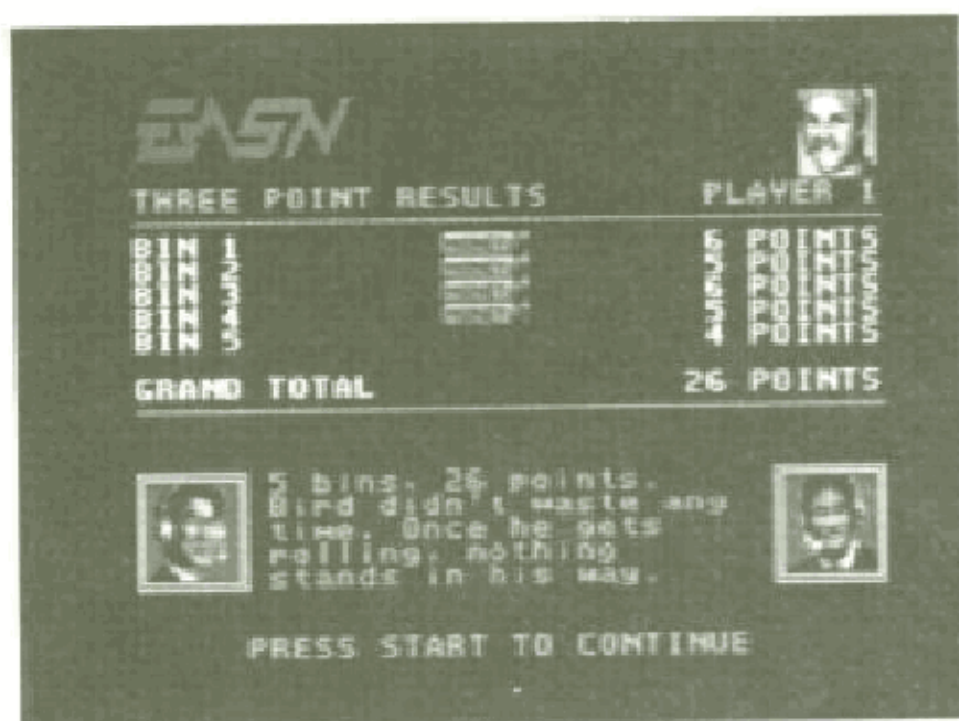 EASN
THREE POINT RESULTS PLAYER 1
BIN 1 6 POINTS
BIN 2 5 POINTS
BIN 3 6 POINTS
BIN 4 5 POINTS
BIN 5 4 POINTS
GRAND TOTAL 26 POINTS
5 bins. 26 points.
Bird didn't waste any
time. Once he gets
rolling, nothing
stands in his way.
PRESS START TO CONTINUE